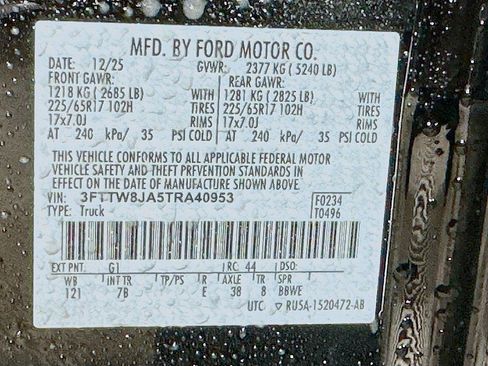 MFD. BY FORD MOTOR CO.
DATE: 12/25 GVWR: 2377 KG ( 5240 LB)
FRONT GAWR: REAR GAWR:
1218 KG ( 2685 LB) WITH 1281 KG ( 2825 LB) WITH
225/65R17 102H TIRES 225/65R17 102H TIRES
17x7.0J RIMS 17x7.0J RIMS
AT 240 kPa/ 35 PSI COLD AT 240 kPa/ 35 PSI COLD
THIS VEHICLE CONFORMS TO ALL APPLICABLE FEDERAL MOTOR
VEHICLE SAFETY AND THEFT PREVENTION STANDARDS IN
EFFECT ON THE DATE OF MANUFACTURE SHOWN ABOVE.
VIN: 3FTTW8JA5TRA40953 F0234
TYPE: Truck T0496
EXT PNT: G1 RC: 44 DSO:
WB INT TR TP/PS R AXLE TR SPR
121 7B E 38 8 BBWE
UTC RU5A-1520472-AB